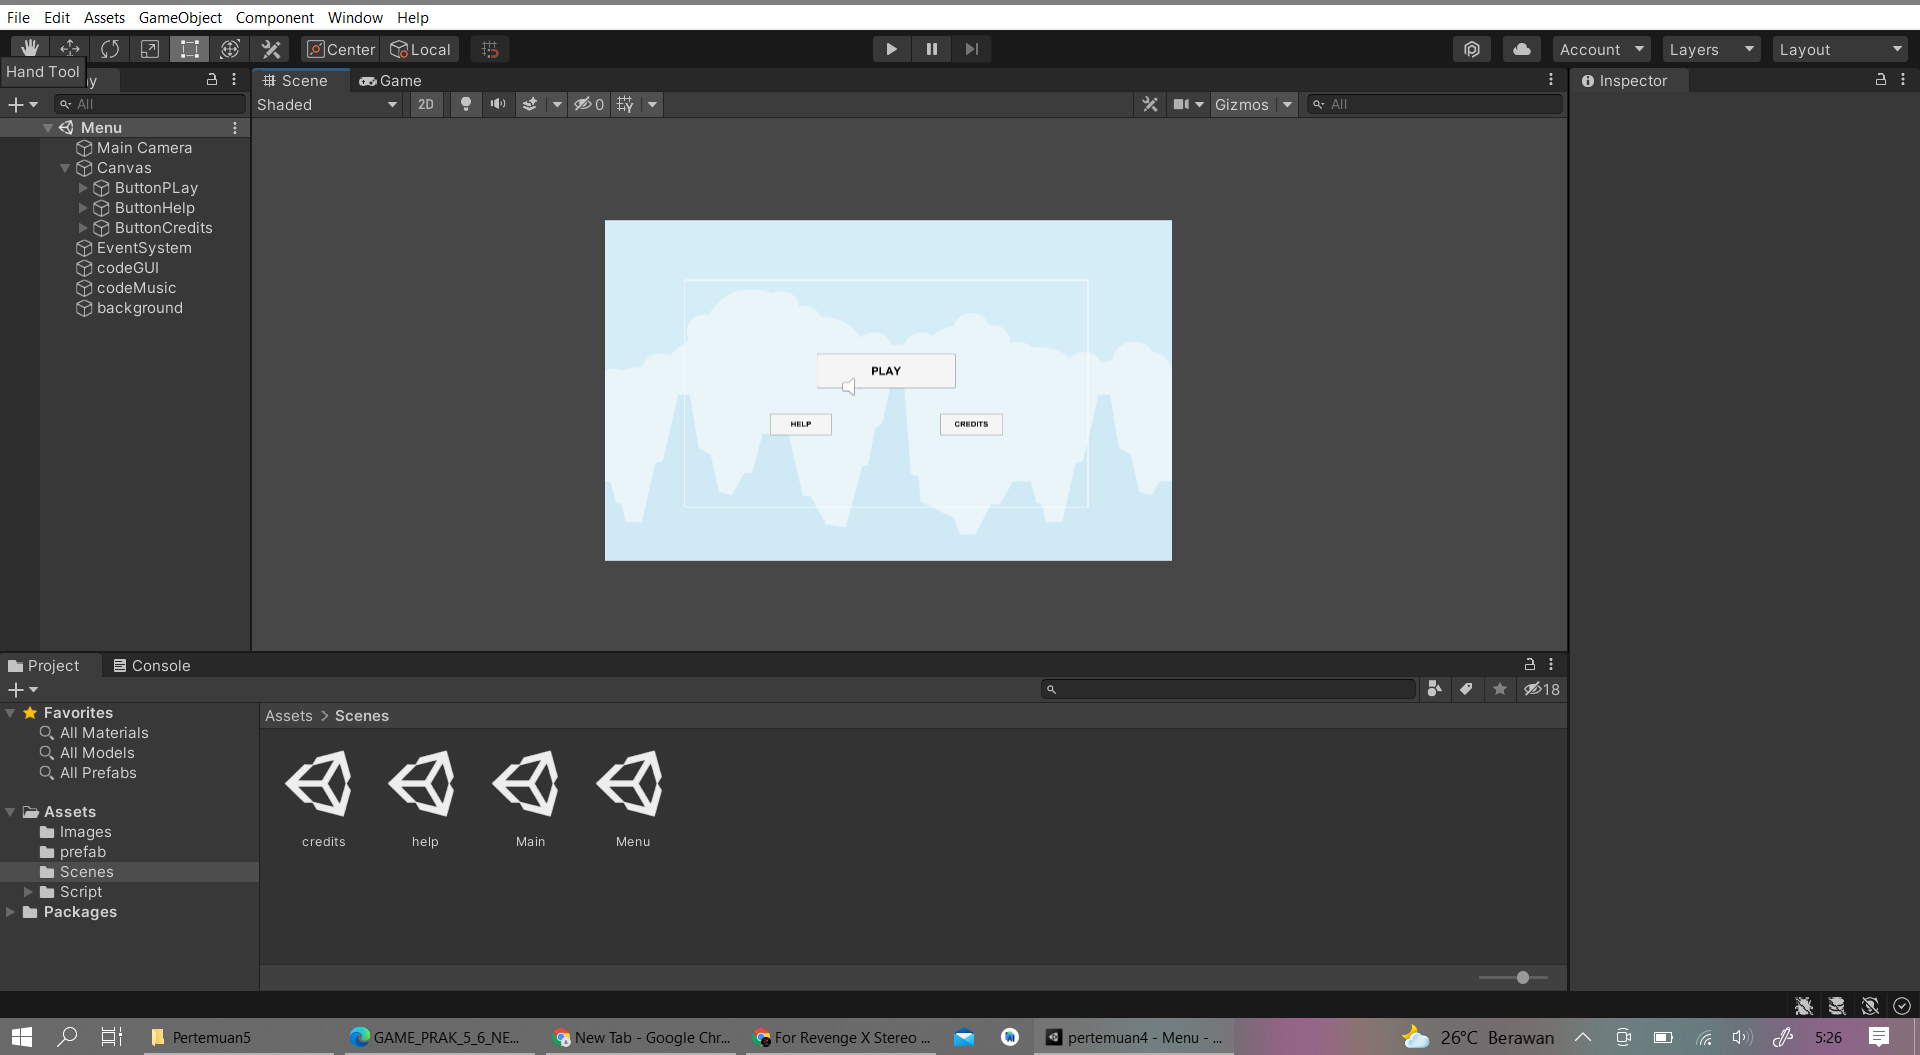 File Edit Assets GameObject Component Window Help
Center Local Account Layers Layout
Hand Tool
y
Scene Game Inspector
All
Shaded 2D 0 Gizmos All
Menu
Main Camera
Canvas
ButtonPLay
ButtonHelp
ButtonCredits
EventSystem
codeGUI
codeMusic
background
PLAY
HELP CREDITS
Project Console
18
Favorites
All Materials
All Models
All Prefabs
Assets
Images
prefab
Scenes
Script
Packages
Assets > Scenes
credits help Main Menu
Pertemuan5 GAME_PRAK_5_6_NE... New Tab - Google Chr... For Revenge X Stereo ... pertemuan4 - Menu - ... 26°C Berawan 5:26